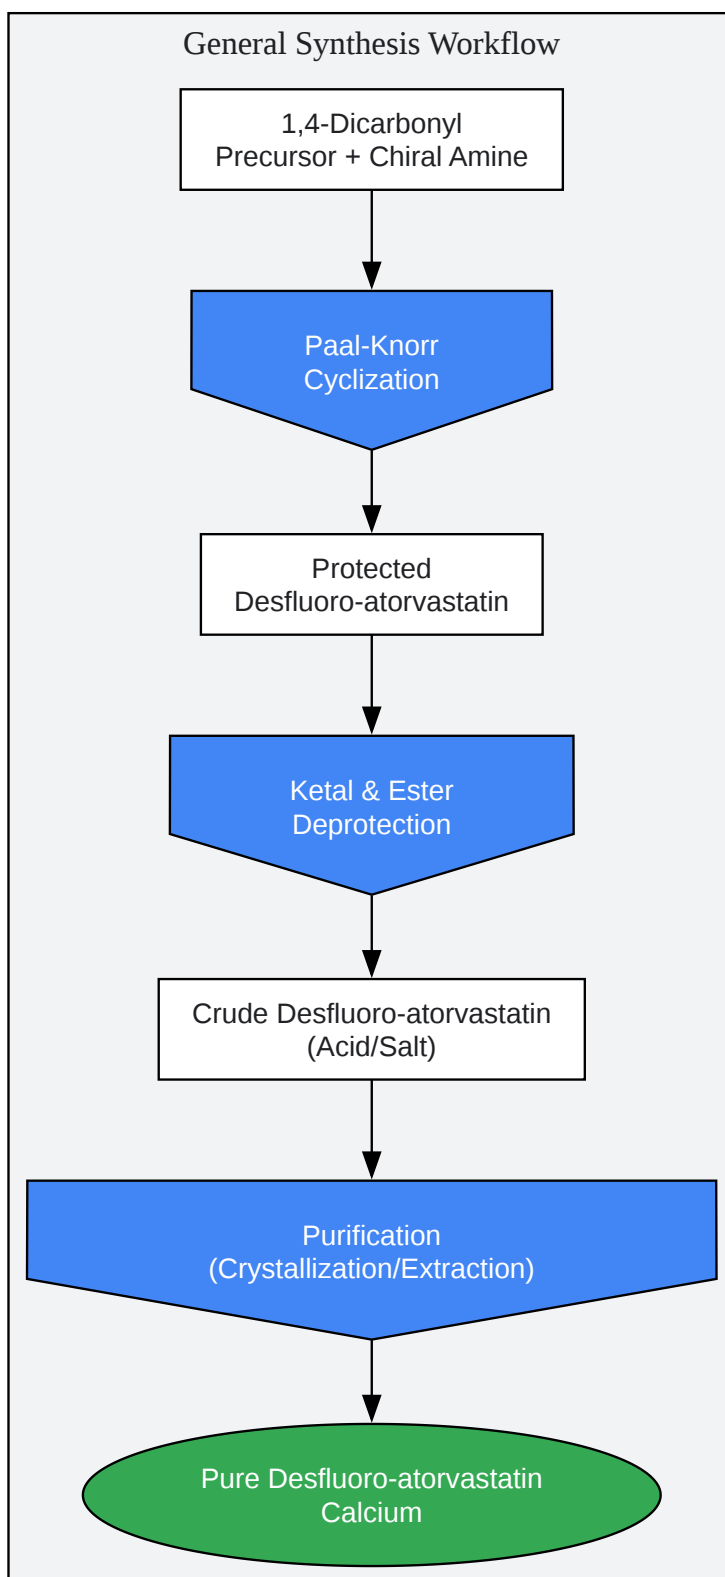 General Synthesis Workflow
1,4-Dicarbonyl
Precursor + Chiral Amine
Paal-Knorr
Cyclization
Protected
Desfluoro-atorvastatin
Ketal & Ester
Deprotection
Crude Desfluoro-atorvastatin
(Acid/Salt)
Purification
(Crystallization/Extraction)
Pure Desfluoro-atorvastatin
Calcium